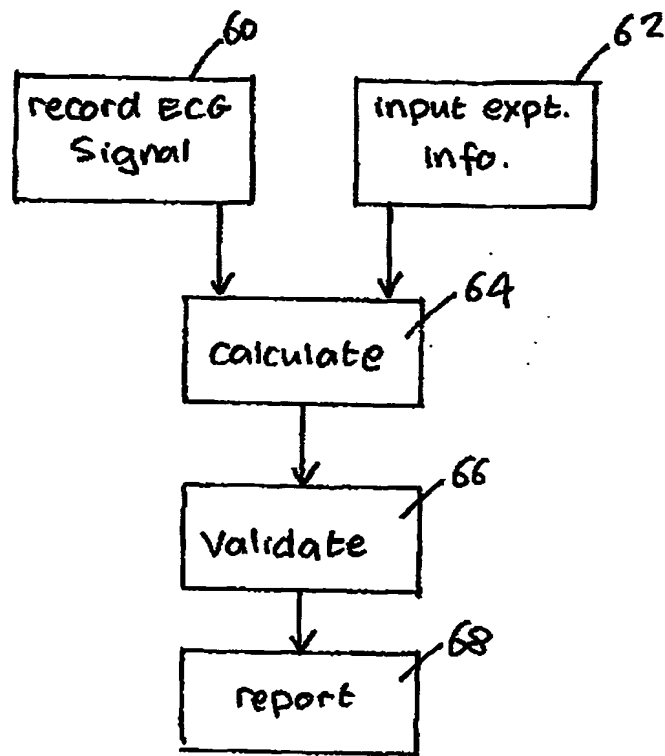 60
62
record ECG
Signal
input expt.
info.
64
calculate
66
Validate
68
report